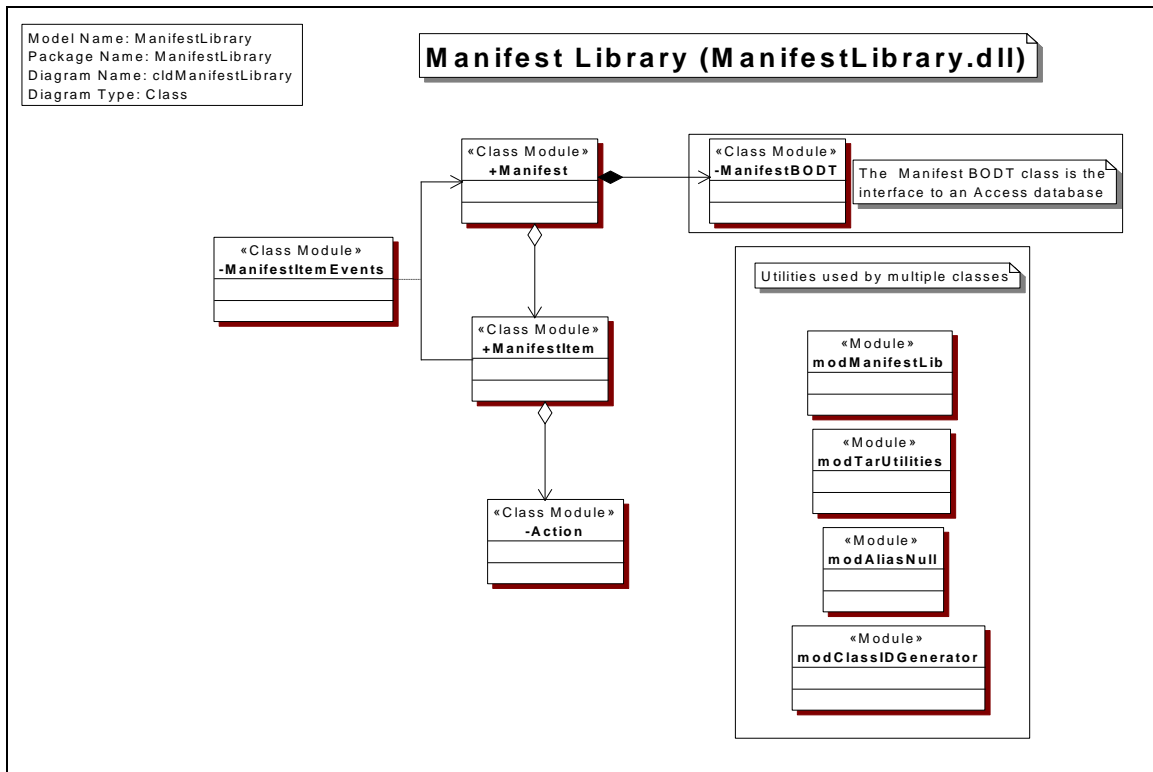 Model Name: ManifestLibrary
Package Name: ManifestLibrary
Diagram Name: cldManifestLibrary
Diagram Type: Class
Manifest Library (ManifestLibrary.dll)
«Class Module»
+Manifest
«Class Module»
-ManifestBODT
The Manifest BODT class is the
interface to an Access database
«Class Module»
-ManifestItemEvents
Utilities used by multiple classes
«Class Module»
+ManifestItem
«Module»
modManifestLib
«Module»
modTarUtilities
«Class Module»
-Action
«Module»
modAliasNull
«Module»
modClassIDGenerator